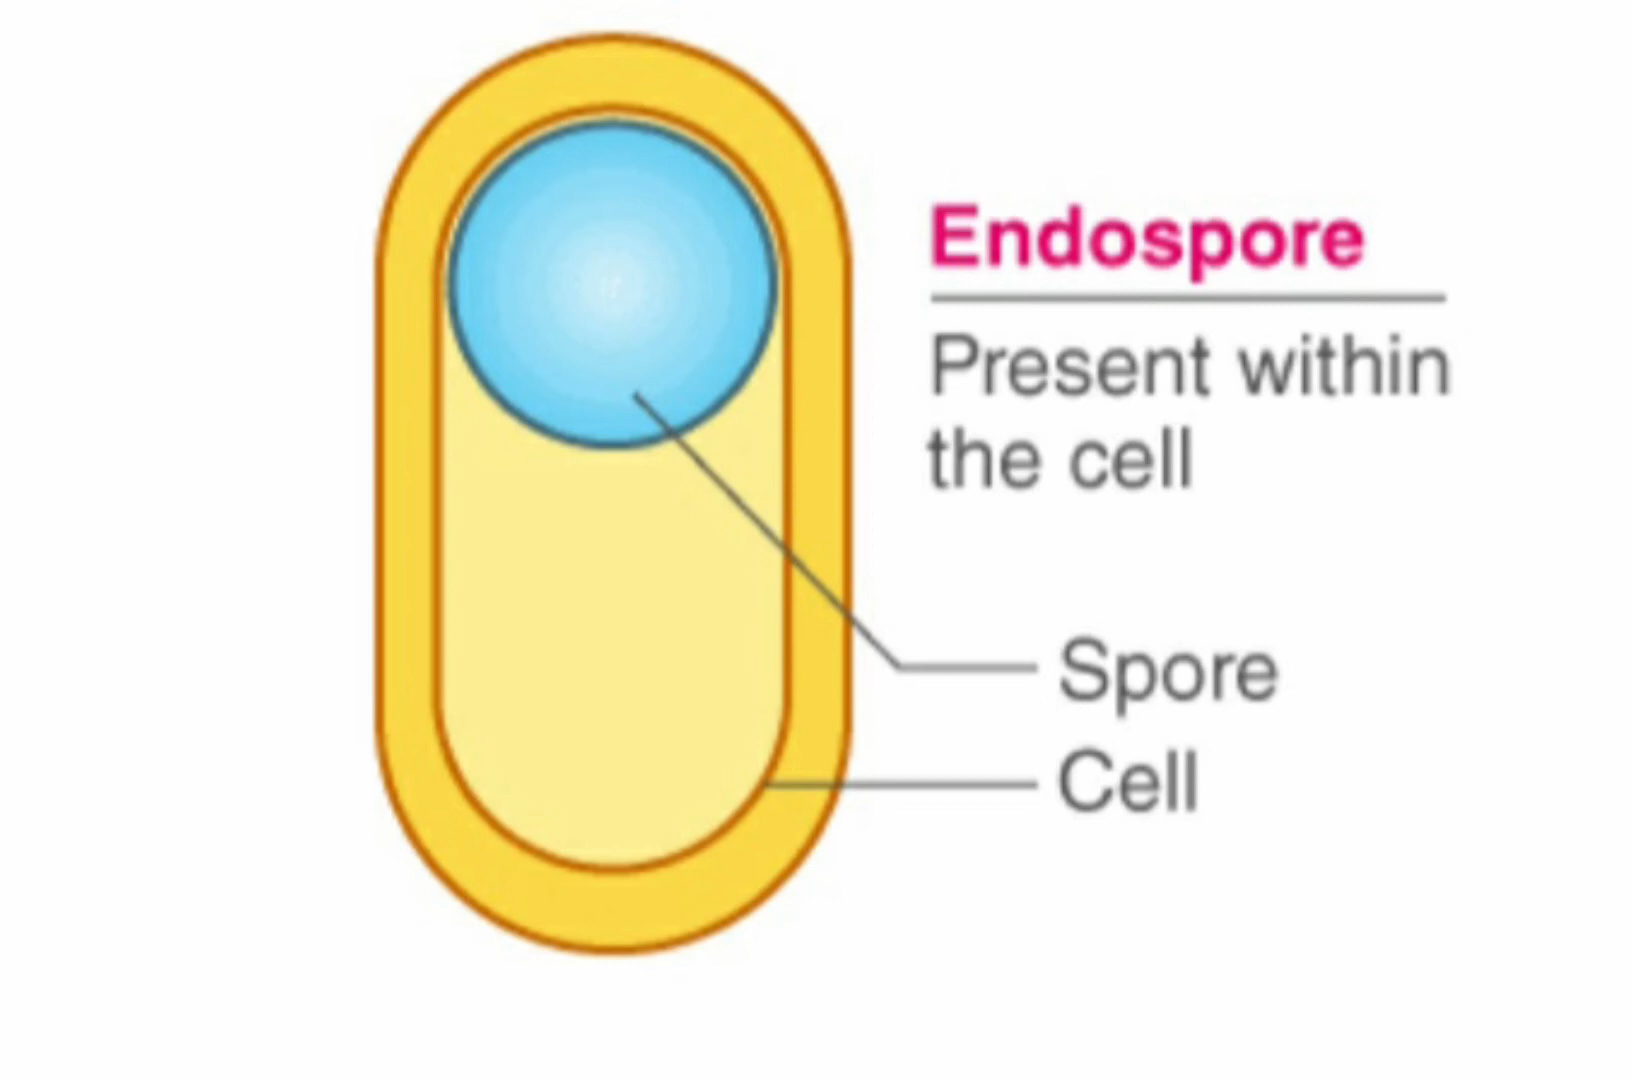 Endospore
Present within
the cell
Spore
Cell